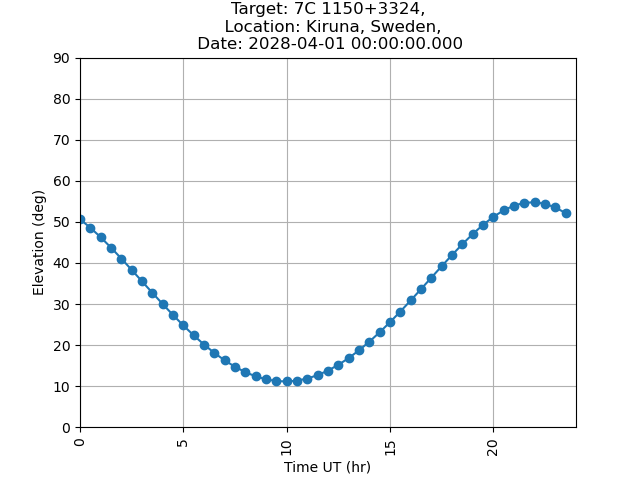 Target: 7C 1150+3324,
Location: Kiruna, Sweden,
Date: 2028-04-01 00:00:00.000
90
80
70
60
50
40
30
20
10
0
Elevation (deg)
0 5 10 15 20
Time UT (hr)